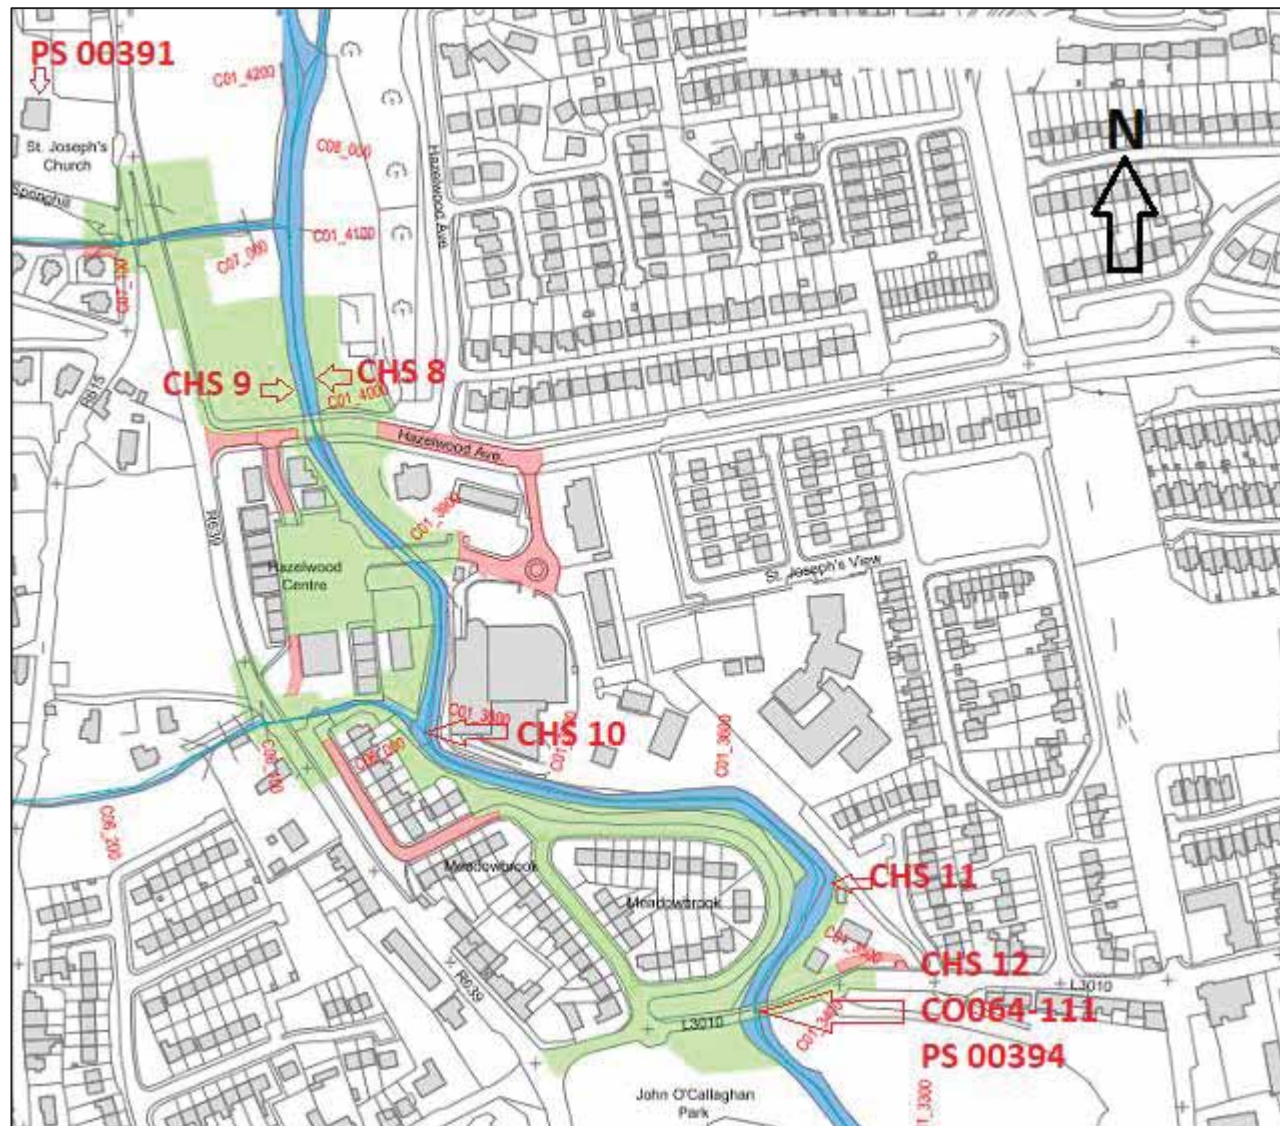 PS 00391
C01_4200
St. Joseph's
Church
C08_000
Hazelwood Ave.
C01_4100
C07_000
R615
CHS 9
CHS 8
C01_4000
Hazelwood Ave.
R639
Hazelwood
Centre
St. Joseph's View
N
CHS 10
C01_3600
C06_200
Meadowbrook
Meadowbrook
CHS 11
R639
CHS 12
CO064-111
PS 00394
L3010
L3010
John O'Callaghan
Park